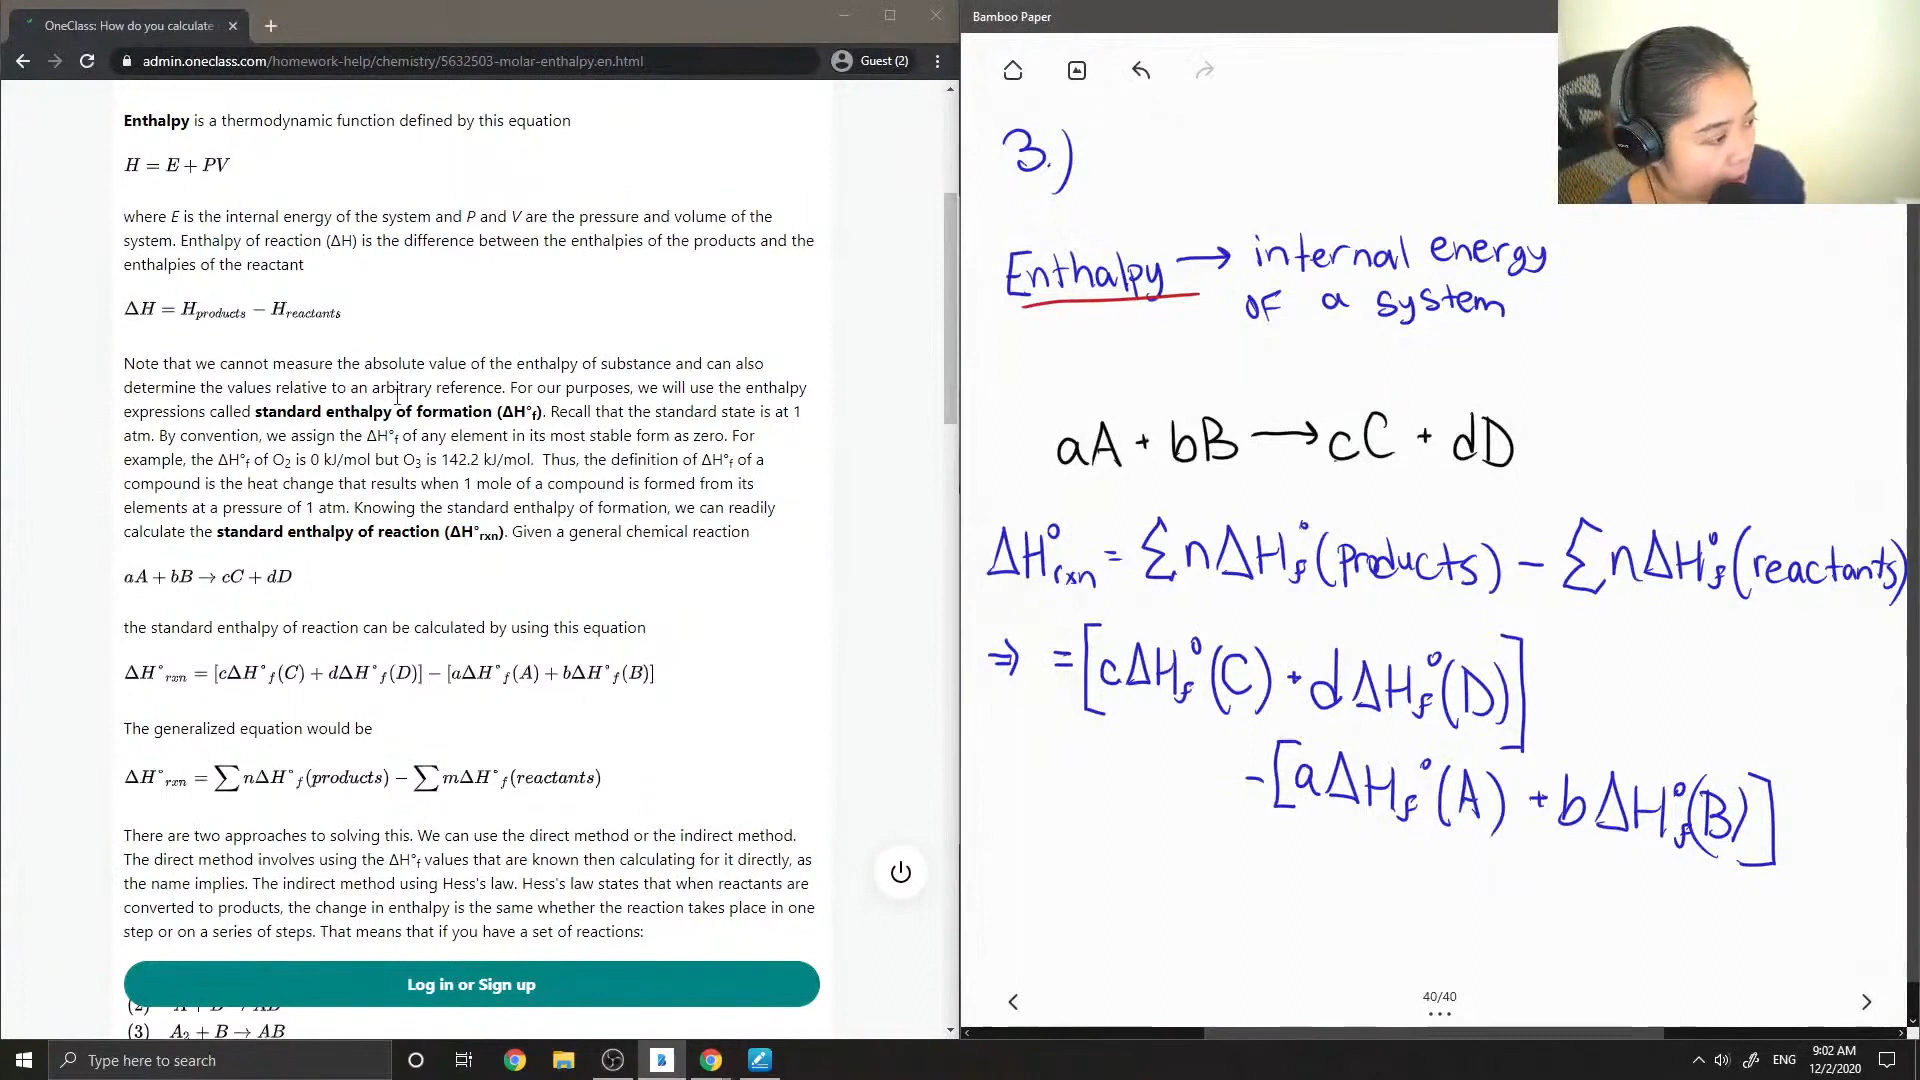 OneClass: How do you calculate
admin.oneclass.com/homework-help/chemistry/5632503-molar-enthalpy.en.html
Guest (2)
Enthalpy is a thermodynamic function defined by this equation
H = E + PV
where E is the internal energy of the system and P and V are the pressure and volume of the
system. Enthalpy of reaction (ΔH) is the difference between the enthalpies of the products and the
enthalpies of the reactant
ΔH = Hproducts − Hreactants
Note that we cannot measure the absolute value of the enthalpy of substance and can also
determine the values relative to an arbitrary reference. For our purposes, we will use the enthalpy
expressions called standard enthalpy of formation (ΔH°f). Recall that the standard state is at 1
atm. By convention, we assign the ΔH°f of any element in its most stable form as zero. For
example, the ΔH°f of O2 is 0 kJ/mol but O3 is 142.2 kJ/mol. Thus, the definition of ΔH°f of a
compound is the heat change that results when 1 mole of a compound is formed from its
elements at a pressure of 1 atm. Knowing the standard enthalpy of formation, we can readily
calculate the standard enthalpy of reaction (ΔH°rxn). Given a general chemical reaction
aA + bB → cC + dD
the standard enthalpy of reaction can be calculated by using this equation
ΔH°rxn = [cΔH°f(C) + dΔH°f(D)] − [aΔH°f(A) + bΔH°f(B)]
The generalized equation would be
ΔH°rxn = ∑nΔH°f(products) − ∑mΔH°f(reactants)
There are two approaches to solving this. We can use the direct method or the indirect method.
The direct method involves using the ΔH°f values that are known then calculating for it directly, as
the name implies. The indirect method using Hess's law. Hess's law states that when reactants are
converted to products, the change in enthalpy is the same whether the reaction takes place in one
step or on a series of steps. That means that if you have a set of reactions:
Log in or Sign up
(2) A + B → AB
(3) A2 + B → AB
Bamboo Paper
3.)
Enthalpy → internal energy
of a system
aA + bB → cC + dD
ΔH°rxn = ∑nΔH°f(products) − ∑nΔH°f(reactants)
⇒ = [cΔH°f(C) + dΔH°f(D)]
−[aΔH°f(A) + bΔH°f(B)]
40/40
Type here to search
ENG
9:02 AM
12/2/2020